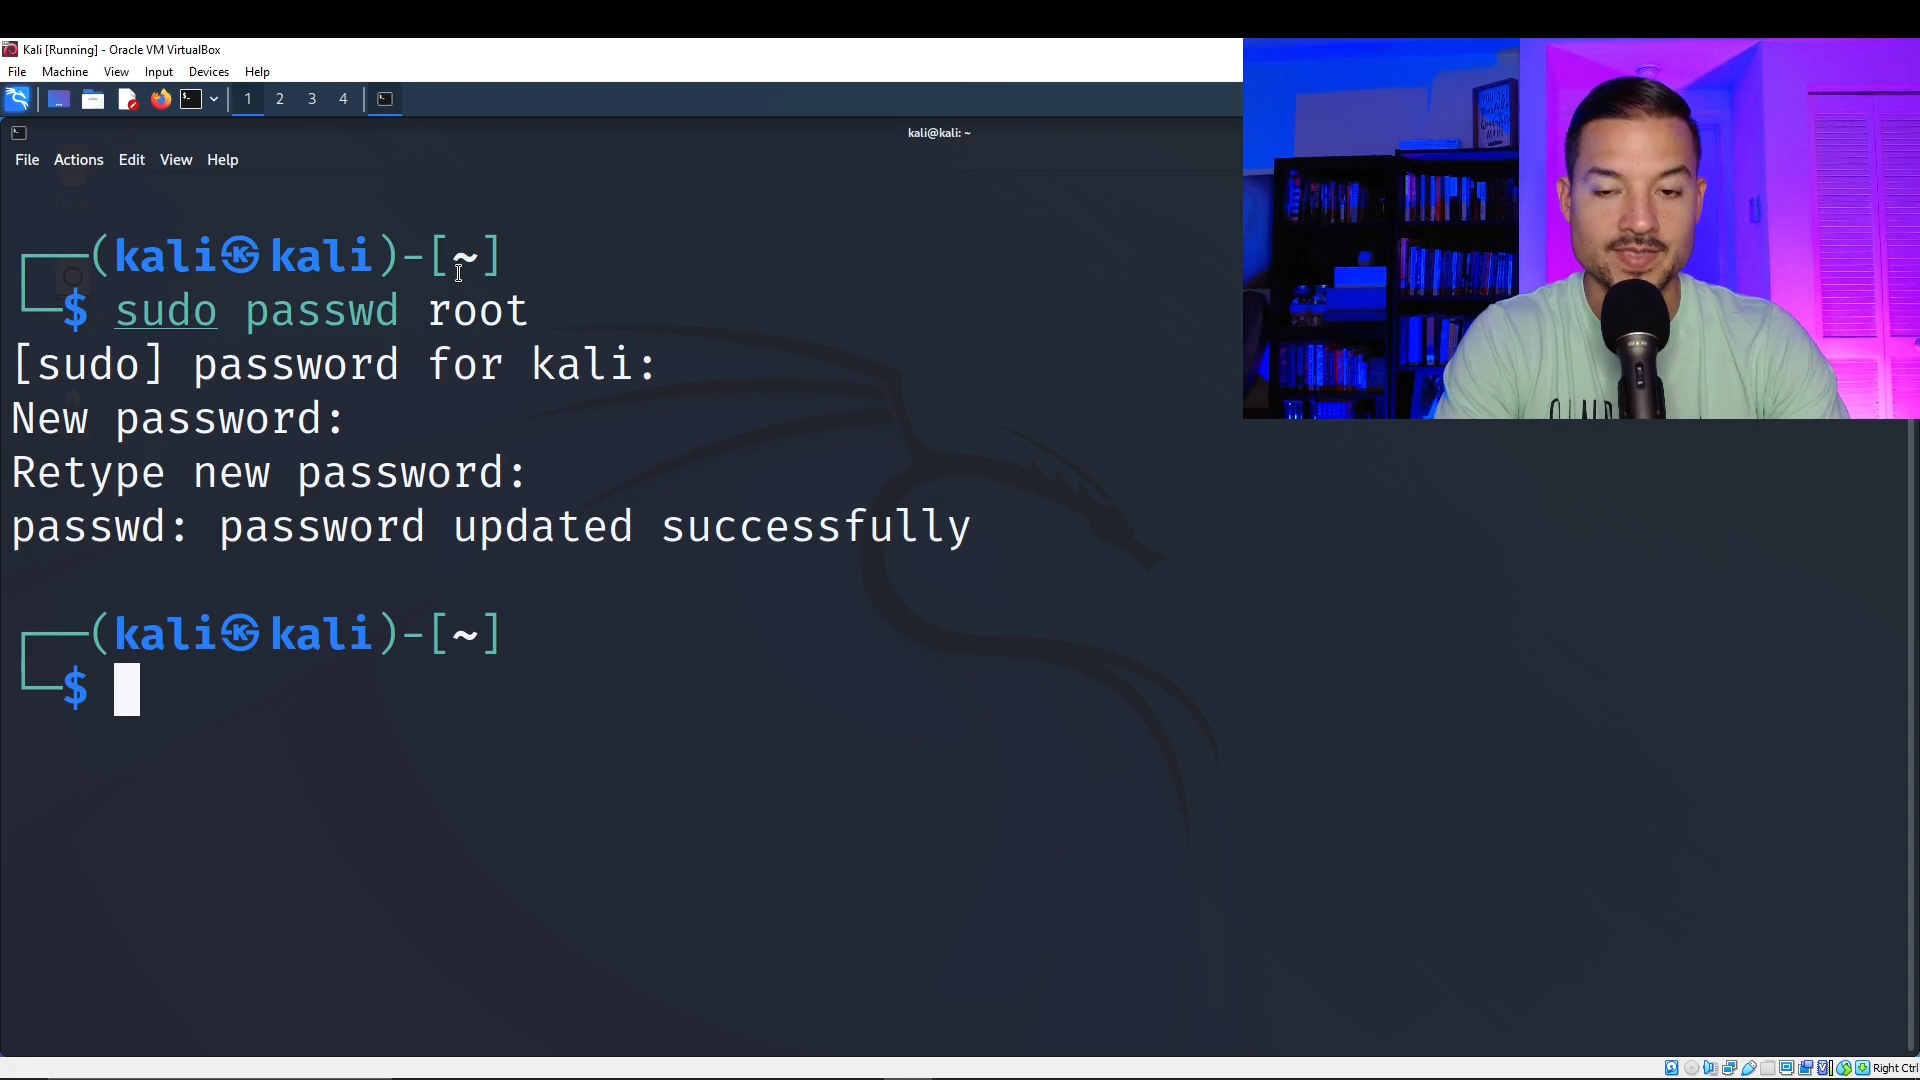 Kali [Running] - Oracle VM VirtualBox
File Machine View Input Devices Help
1 2 3 4
kali@kali: ~
File Actions Edit View Help
┌──(kali㉿kali)-[~]
└─$ sudo passwd root
[sudo] password for kali:
New password:
Retype new password:
passwd: password updated successfully
┌──(kali㉿kali)-[~]
└─$
Right Ctrl